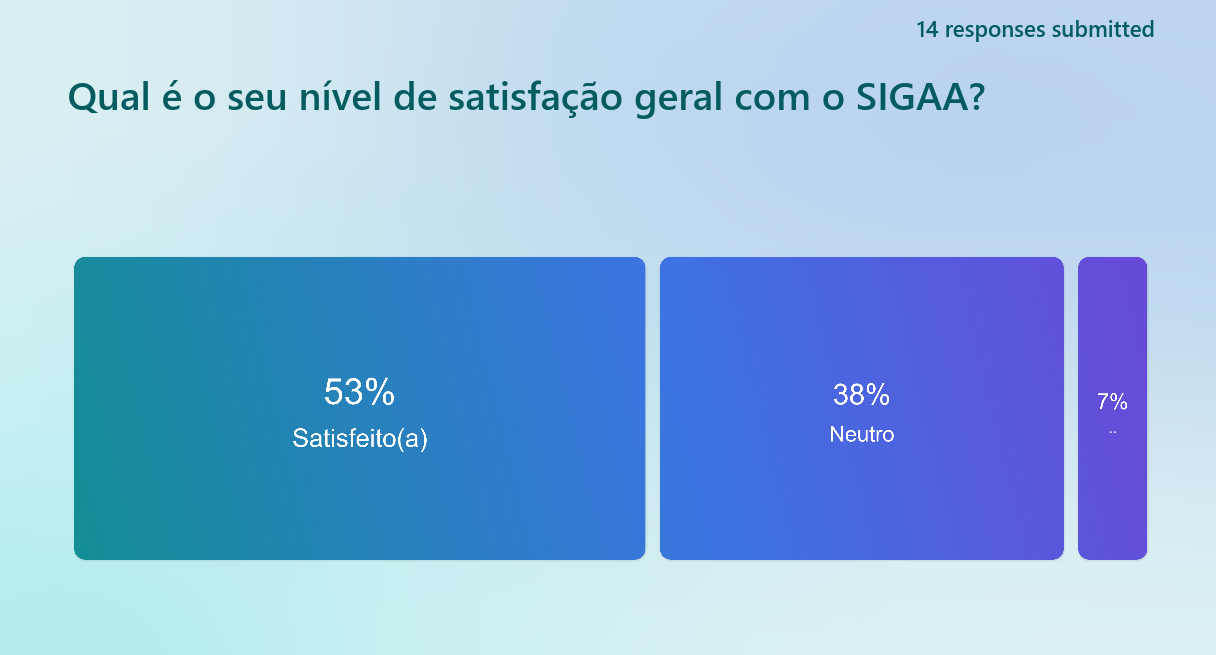 14 responses submitted
Qual é o seu nível de satisfação geral com o SIGAA?
53%
Satisfeito(a)
38%
Neutro
7%
..